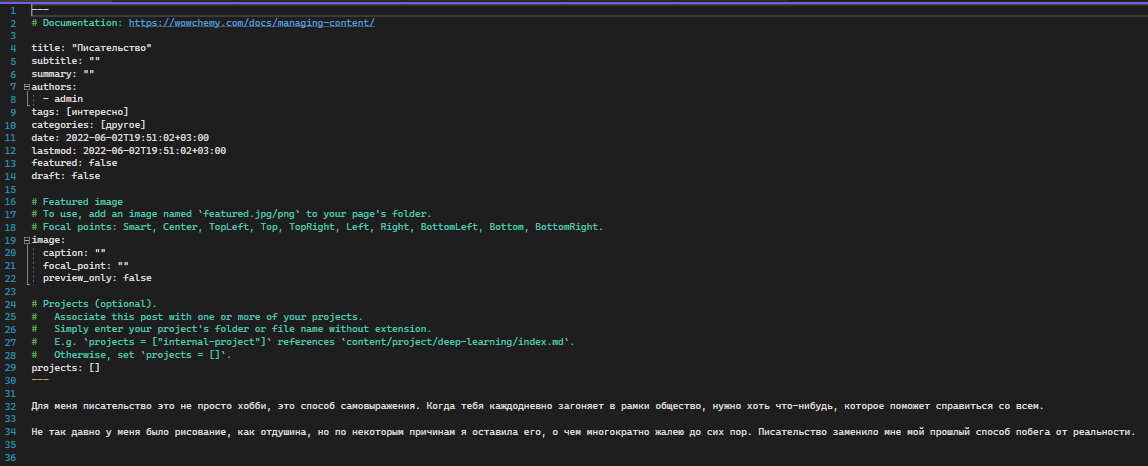 1 ---
2 # Documentation: https://wowchemy.com/docs/managing-content/
3
4 title: "Писательство"
5 subtitle: ""
6 summary: ""
7 authors:
8 - admin
9 tags: [интересно]
10 categories: [другое]
11 date: 2022-06-02T19:51:02+03:00
12 lastmod: 2022-06-02T19:51:02+03:00
13 featured: false
14 draft: false
15
16 # Featured image
17 # To use, add an image named `featured.jpg/png` to your page's folder.
18 # Focal points: Smart, Center, TopLeft, Top, TopRight, Left, Right, BottomLeft, Bottom, BottomRight.
19 image:
20 caption: ""
21 focal_point: ""
22 preview_only: false
23
24 # Projects (optional).
25 # Associate this post with one or more of your projects.
26 # Simply enter your project's folder or file name without extension.
27 # E.g. `projects = ["internal-project"]` references `content/project/deep-learning/index.md`.
28 # Otherwise, set `projects = []`.
29 projects: []
30 ---
31
32 Для меня писательство это не просто хобби, это способ самовыражения. Когда тебя каждодневно загоняет в рамки общество, нужно хоть что-нибудь, которое поможет справиться со всем.
33
34 Не так давно у меня было рисование, как отдушина, но по некоторым причинам я оставила его, о чем многократно жалею до сих пор. Писательство заменило мне мой прошлый способ побега от реальности.
35
36